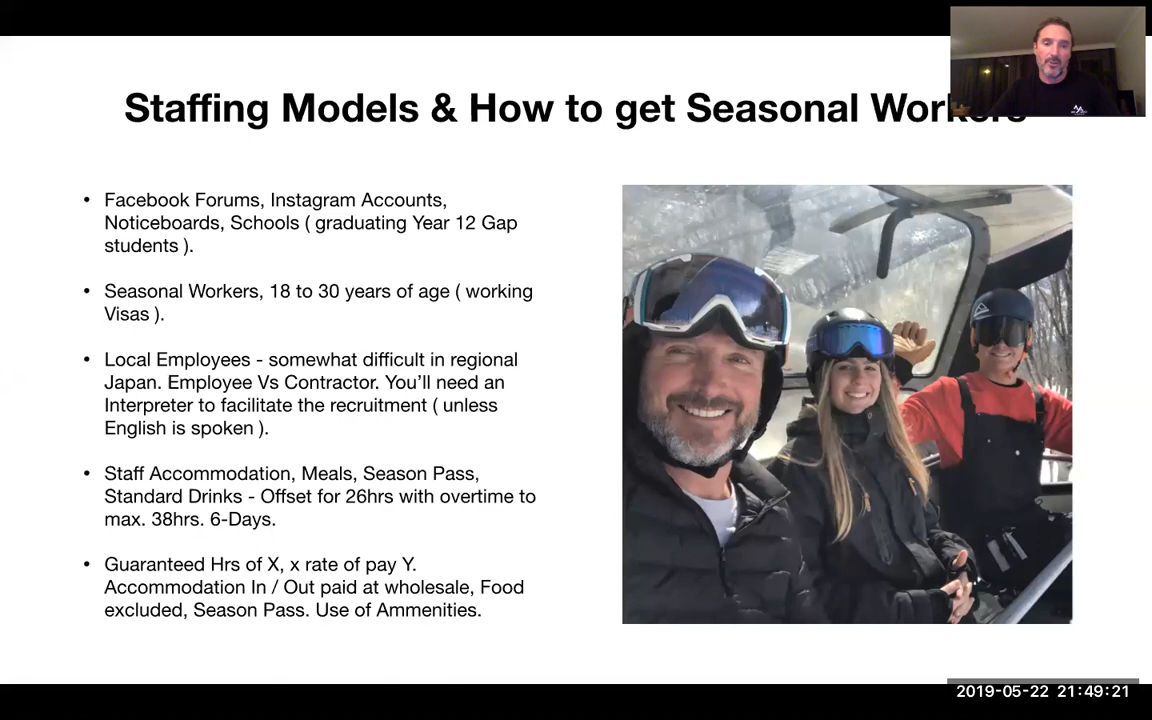 Staffing Models & How to get Seasonal Workers
• Facebook Forums, Instagram Accounts,
Noticeboards, Schools ( graduating Year 12 Gap
students ).
• Seasonal Workers, 18 to 30 years of age ( working
Visas ).
• Local Employees - somewhat difficult in regional
Japan. Employee Vs Contractor. You’ll need an
Interpreter to facilitate the recruitment ( unless
English is spoken ).
• Staff Accommodation, Meals, Season Pass,
Standard Drinks - Offset for 26hrs with overtime to
max. 38hrs. 6-Days.
• Guaranteed Hrs of X, x rate of pay Y.
Accommodation In / Out paid at wholesale, Food
excluded, Season Pass. Use of Ammenities.
2019-05-22 21:49:21